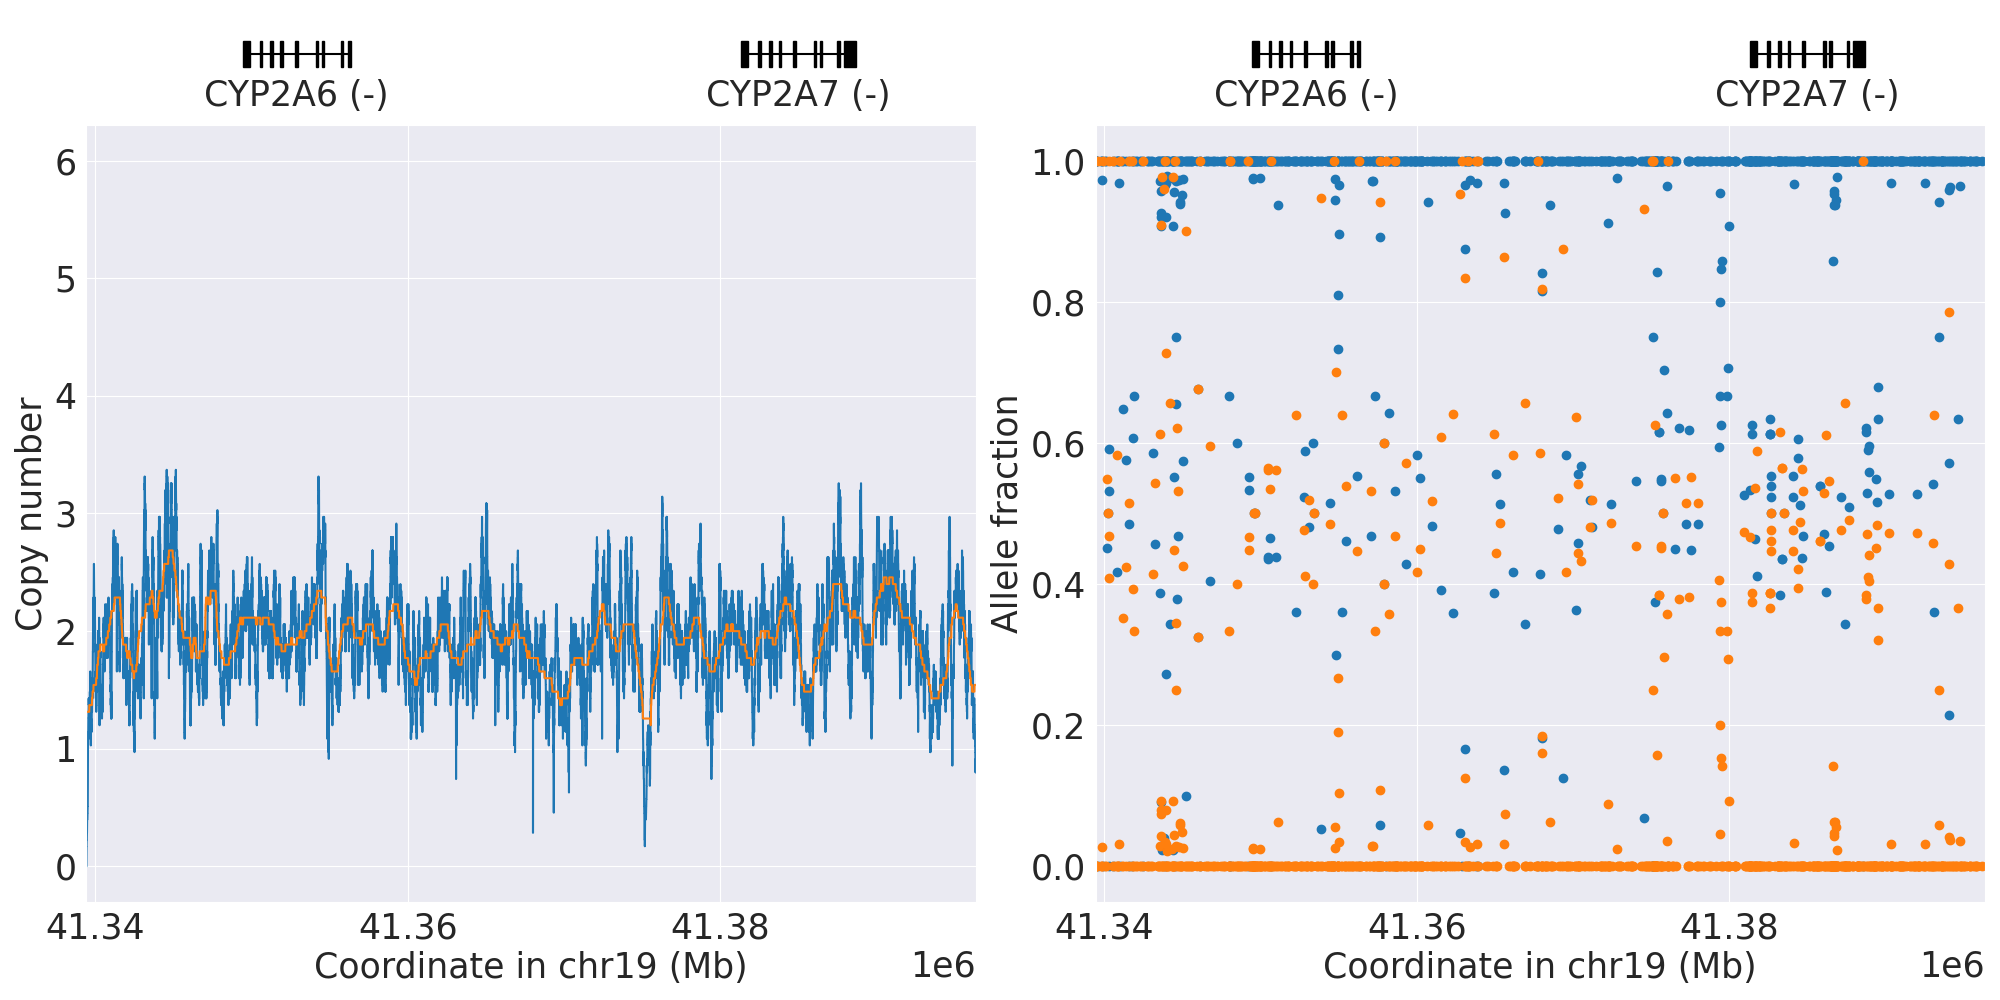 CYP2A6 (-) CYP2A7 (-) CYP2A6 (-) CYP2A7 (-)
6
5
4
3
2
1
0
Copy number
41.34 41.36 41.38
Coordinate in chr19 (Mb) 1e6
1.0
0.8
0.6
0.4
0.2
0.0
Allele fraction
41.34 41.36 41.38
Coordinate in chr19 (Mb) 1e6